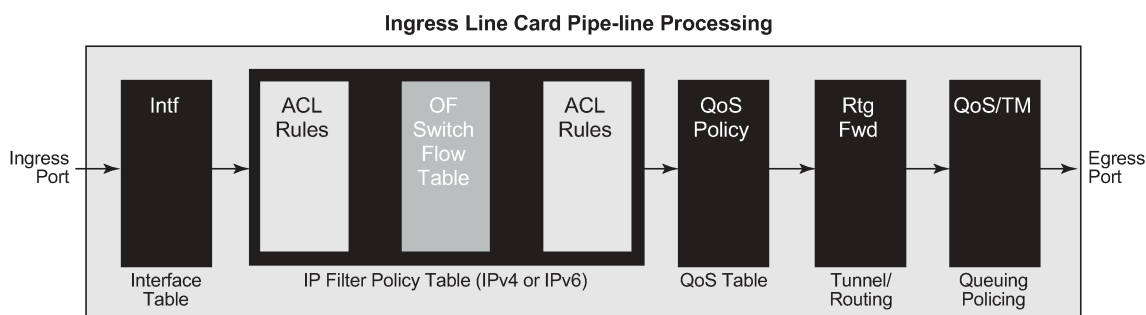 Ingress Line Card Pipe-line Processing
Ingress
Port
Intf
Interface
Table
ACL
Rules
OF
Switch
Flow
Table
ACL
Rules
IP Filter Policy Table (IPv4 or IPv6)
QoS
Policy
QoS Table
Rtg
Fwd
Tunnel/
Routing
QoS/TM
Queuing
Policing
Egress
Port